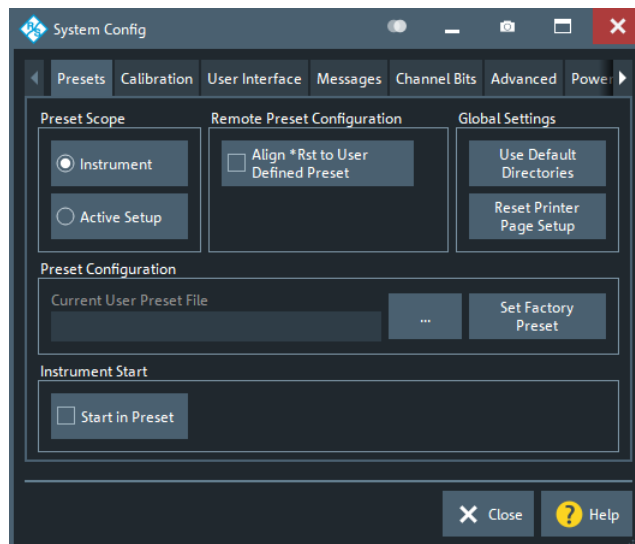 System Config
Presets Calibration User Interface Messages Channel Bits Advanced Power
Preset Scope
Remote Preset Configuration
Global Settings
Instrument
Align *Rst to User
Defined Preset
Use Default
Directories
Active Setup
Reset Printer
Page Setup
Preset Configuration
Current User Preset File
...
Set Factory
Preset
Instrument Start
Start in Preset
Close
? Help